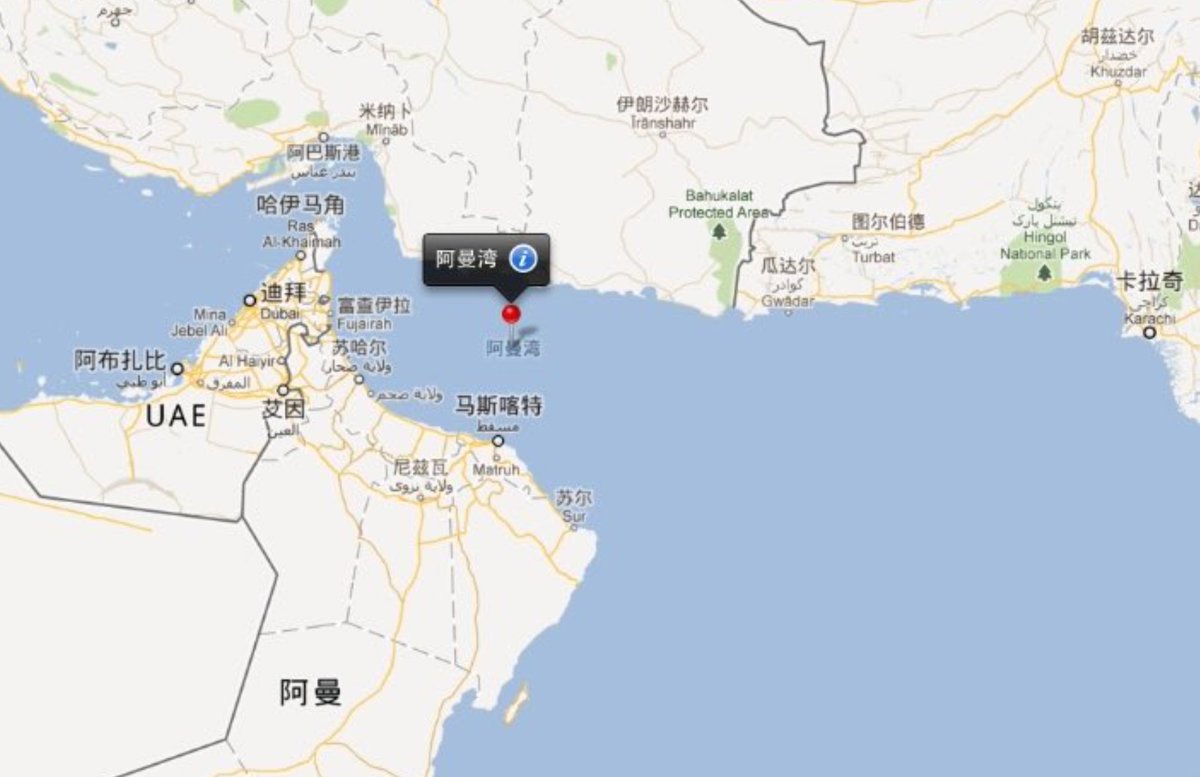 جهرم
胡兹达尔
خضدار
Khuzdar
米纳卜
Mīnāb
伊朗沙赫尔
Īrānshahr
阿巴斯港
بندر عباس
哈伊马角
Ras
Al-Khaimah
Bahukalat
Protected Area
图尔伯德
تربت
Turbat
ہنگول
نیشنل پارک
Hingol
National Park
阿曼湾
瓜达尔
گوادر
Gwādar
卡拉奇
کراچی
Karachi
迪拜
Dubai
富查伊拉
Fujairah
Mina
Jebel Ali
阿曼湾
苏哈尔
ولاية صحار
阿布扎比
أبو ظبي
Al Hayir
المفرق
ولاية صحم
UAE
艾因
العين
马斯喀特
مسقط
Matruh
尼兹瓦
ولاية نزوى
苏尔
Sur
阿曼